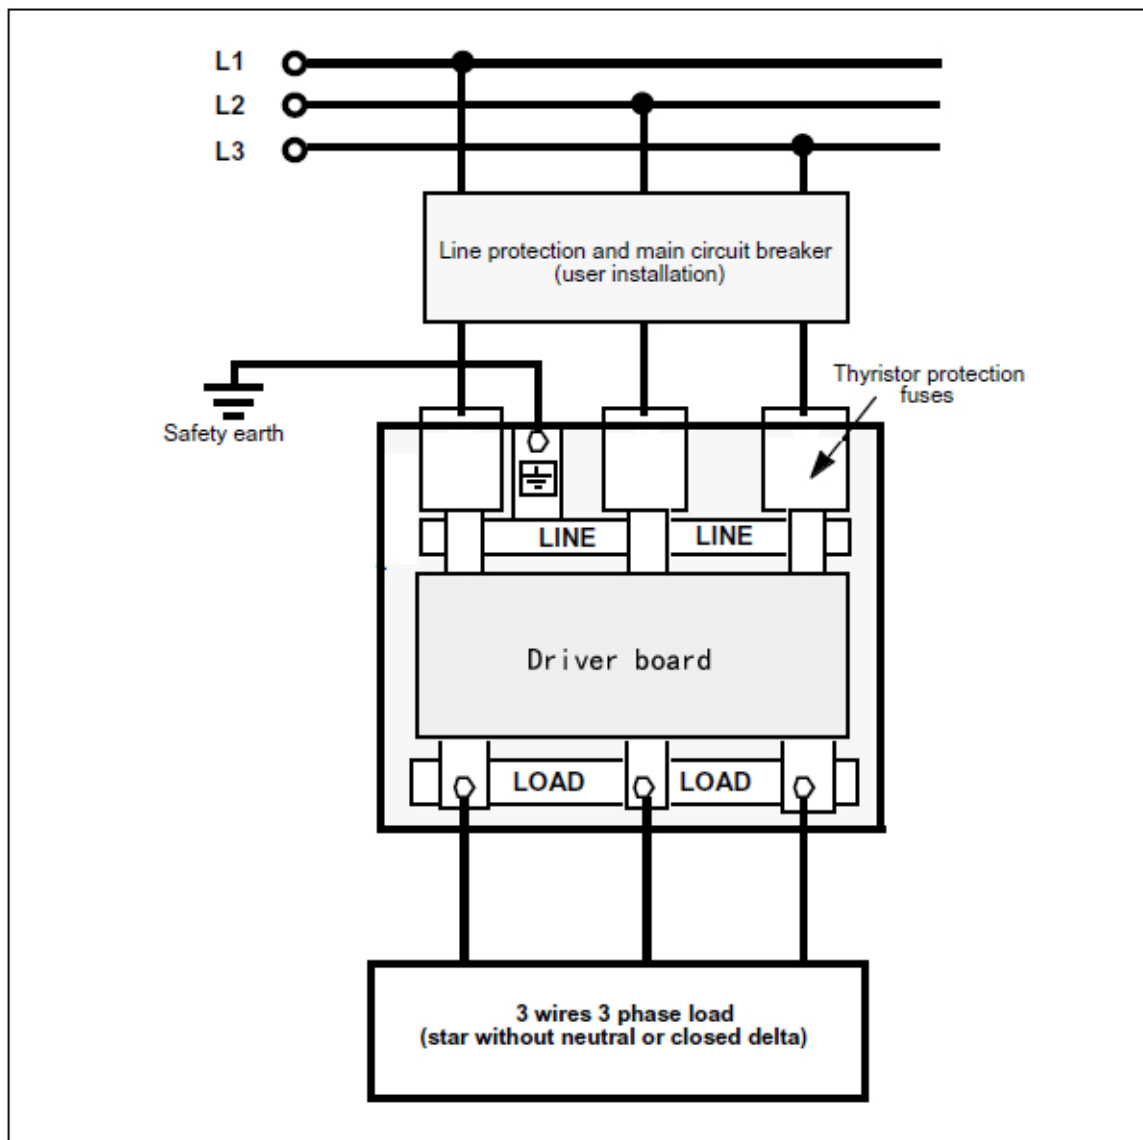 L1
L2
L3
Line protection and main circuit breaker
(user installation)
Thyristor protection
fuses
Safety earth
LINE LINE
Driver board
LOAD LOAD
3 wires 3 phase load
(star without neutral or closed delta)